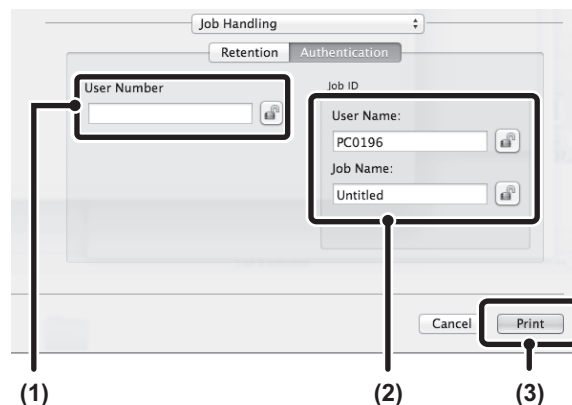 Job Handling
Retention Authentication
User Number
Job ID
User Name:
PC0196
Job Name:
Untitled
Cancel Print
(1) (2) (3)